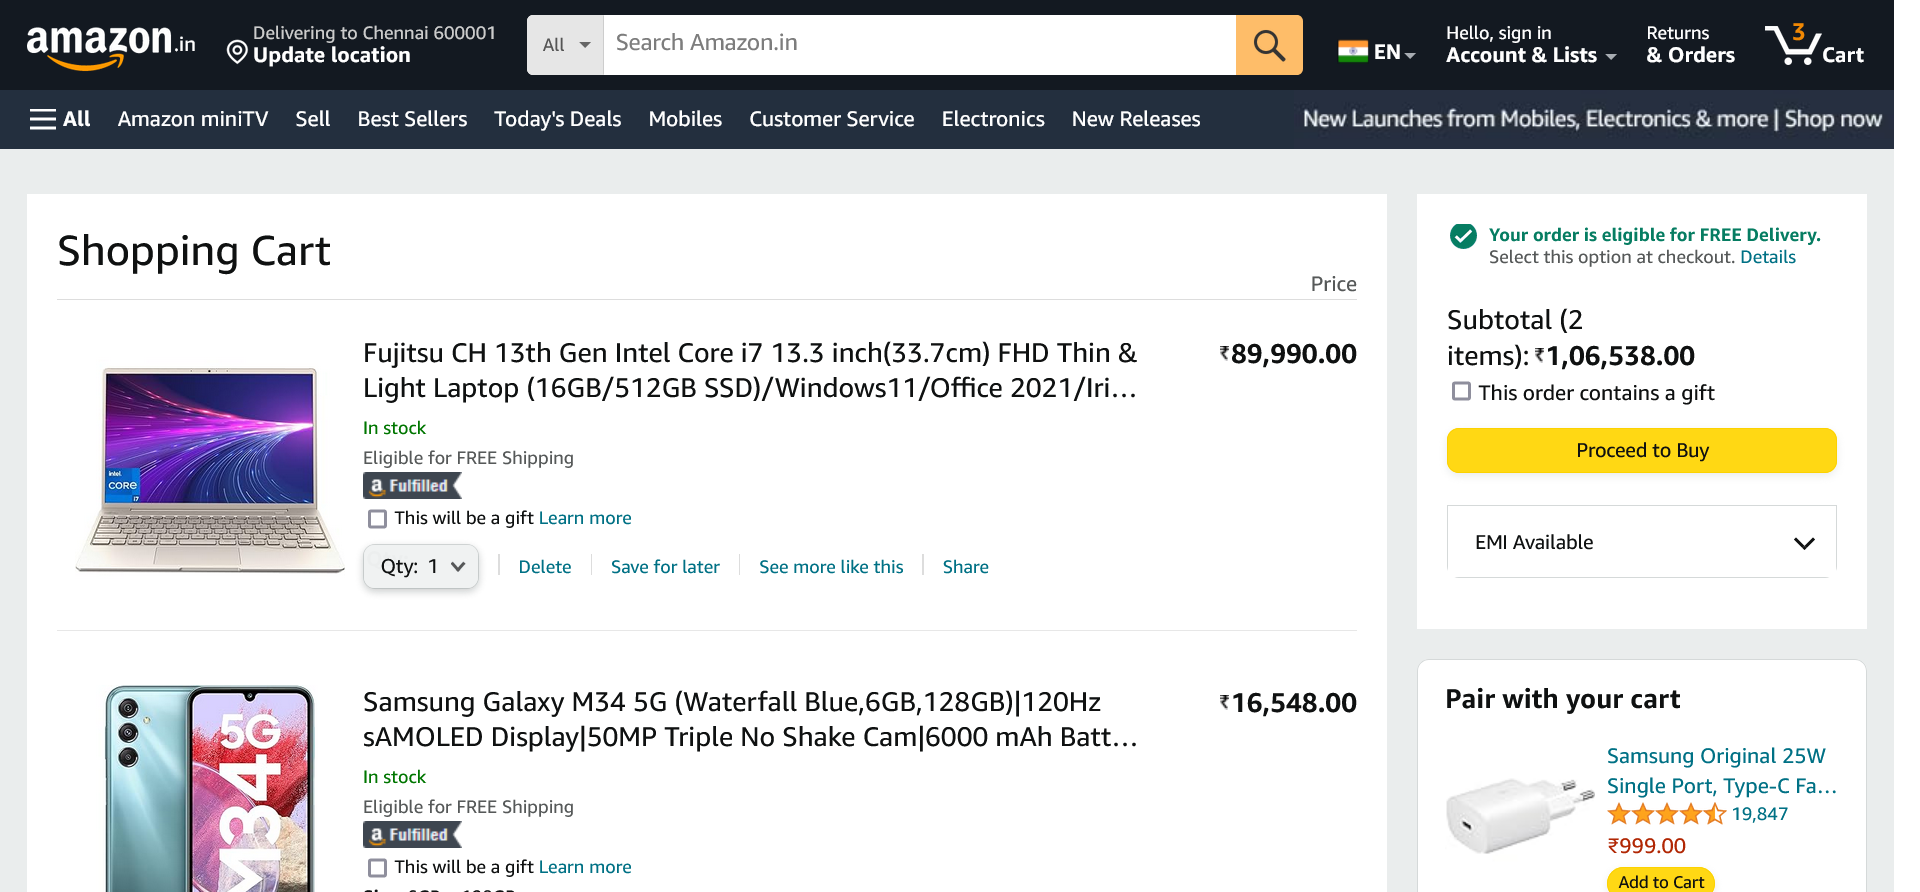 amazon.in
Delivering to Chennai 600001
Update location
All
Search Amazon.in
EN
Hello, sign in
Account & Lists
Returns
& Orders
3
Cart
All
Amazon miniTV
Sell
Best Sellers
Today's Deals
Mobiles
Customer Service
Electronics
New Releases
New Launches from Mobiles, Electronics & more | Shop now
Shopping Cart
Price
Fujitsu CH 13th Gen Intel Core i7 13.3 inch(33.7cm) FHD Thin &
Light Laptop (16GB/512GB SSD)/Windows11/Office 2021/Iri...
₹89,990.00
In stock
Eligible for FREE Shipping
a Fulfilled
This will be a gift Learn more
Qty: 1
Delete
Save for later
See more like this
Share
intel
CORE
i7
Samsung Galaxy M34 5G (Waterfall Blue,6GB,128GB)|120Hz
sAMOLED Display|50MP Triple No Shake Cam|6000 mAh Batt...
₹16,548.00
In stock
Eligible for FREE Shipping
a Fulfilled
This will be a gift Learn more
M34 5G
Your order is eligible for FREE Delivery.
Select this option at checkout. Details
Subtotal (2
items): ₹1,06,538.00
This order contains a gift
Proceed to Buy
EMI Available
Pair with your cart
Samsung Original 25W
Single Port, Type-C Fa...
19,847
₹999.00
Add to Cart